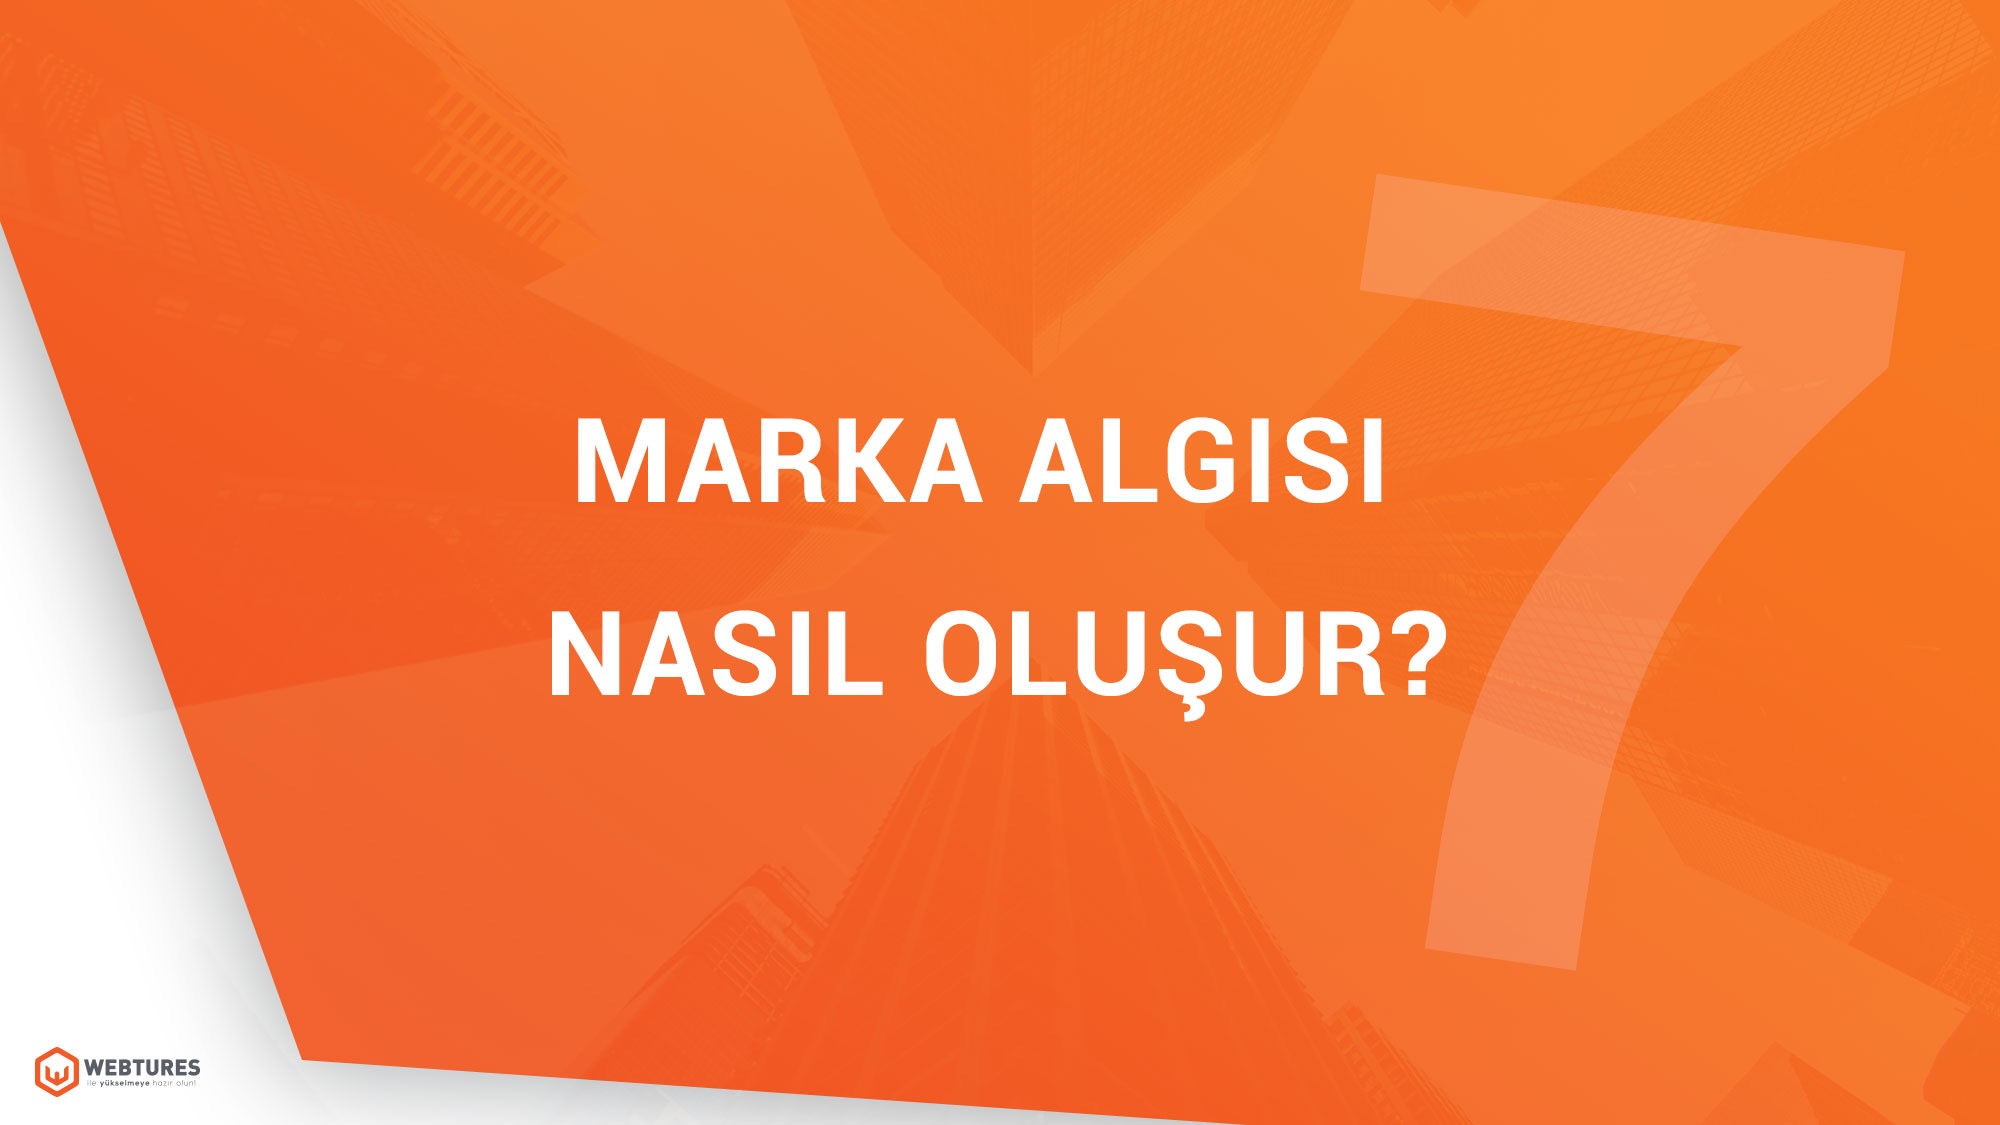 7
MARKA ALGISI
NASIL OLUŞUR?
WEBTURES
ile yükselmeye hazır olun!